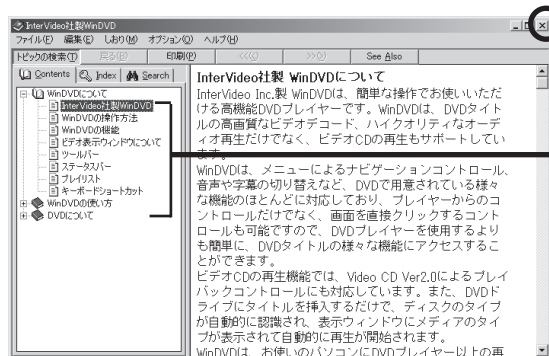 InterVideo社製WinDVD
ファイル(F) 編集(E) しおり(M) オプション(O) ヘルプ(H)
トピックの検索(T) 戻る(B) 印刷(P) <<(<) >>(>) See Also
Contents Index Search
WinDVDについて
InterVideo社製WinDVD
WinDVDの操作方法
WinDVDの機能
ビデオ表示ウィンドウについて
ツールバー
ステータスバー
プレイリスト
キーボードショートカット
WinDVDの使い方
DVDについて
InterVideo社製 WinDVDについて
InterVideo Inc.製 WinDVDは、簡単な操作でお使いいただ
ける高機能DVDプレイヤーです。WinDVDは、DVDタイト
ルの高画質なビデオデコード、ハイクオリティなオーデ
ィオ再生だけでなく、ビデオCDの再生もサポートしてい
ます。
WinDVDは、メニューによるナビゲーションコントロール、
音声や字幕の切り替えなど、DVDで用意されている様々
な機能のほとんどに対応しており、プレイヤーからのコ
ントロールだけでなく、画面を直接クリックするコント
ロールも可能ですので、DVDプレイヤーを使用するより
も簡単に、DVDタイトルの様々な機能にアクセスするこ
とができます。
ビデオCDの再生機能では、Video CD Ver2.0によるプレイ
バックコントロールにも対応しています。また、DVDド
ライブにタイトルを挿入するだけで、ディスクのタイプ
が自動的に認識され、表示ウィンドウにメディアのタイ
プが表示されて自動的に再生が開始されます。
WinDVDは、お使いのパソコンにDVDプレイヤー以上の再